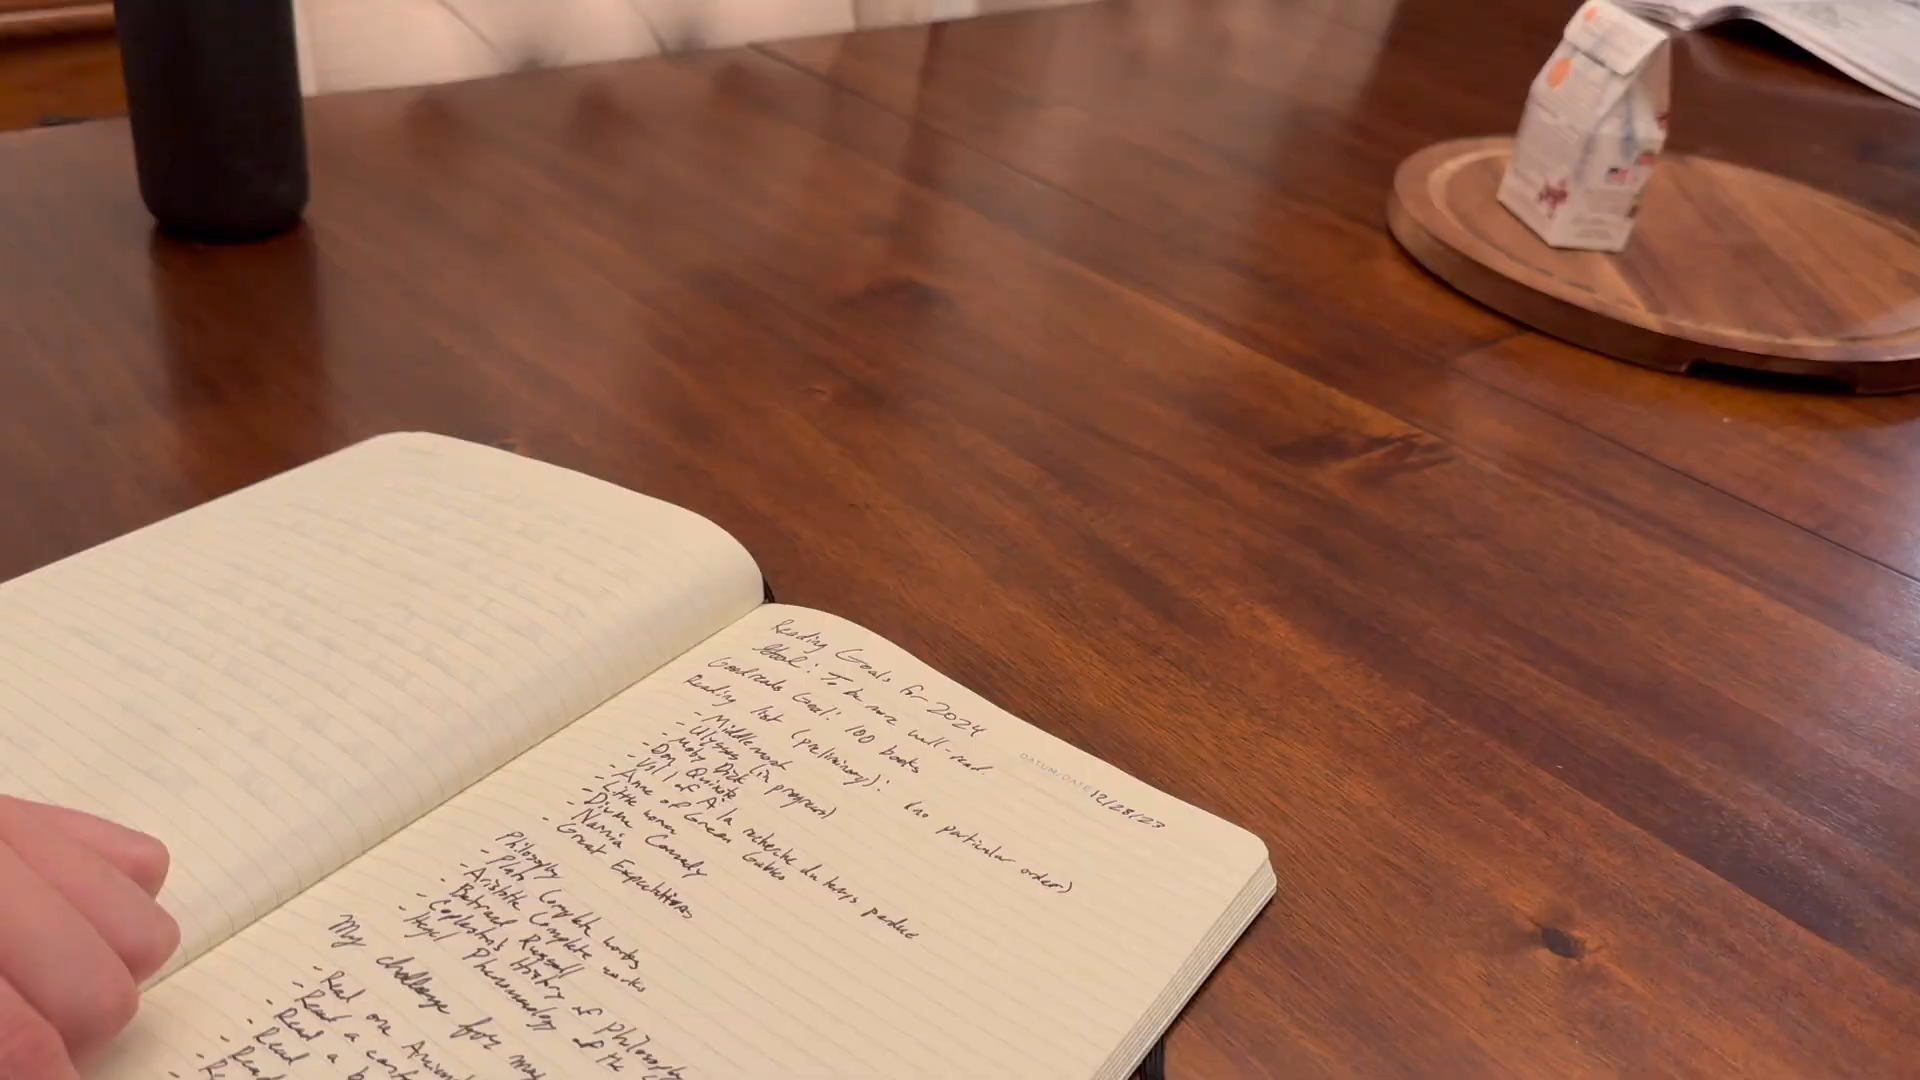 DATUM/DATE: 12/28/23
Reading Goals for 2024
Goal: To be more well-read.
Goodreads Goal: 100 books
Reading list (preliminary): (no particular order)
- Middlemarch
- Ulysses (in progress)
- Moby Dick
- Don Quixote
- Vol 1 of A la recherche du temps perdue
- Anne of Green Gables
- Little women
- Divine Comedy
- Narnia
- Great Expectations
Philosophy
- Plato Complete works
- Aristotle Complete works
- Bertrand Russell
- Copleston's History of Philosophy
- Hegel Phenomenology of the
My challenge for my
- Read one
- Read a
- Read a
- Read
- Read